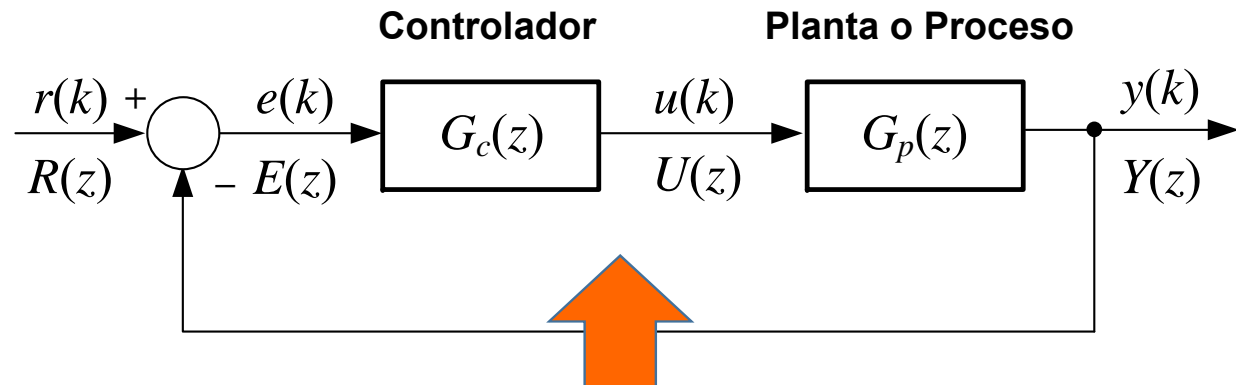 Controlador Planta o Proceso
r(k) + e(k) u(k) y(k)
G_c(z) G_p(z)
R(z) − E(z) U(z) Y(z)